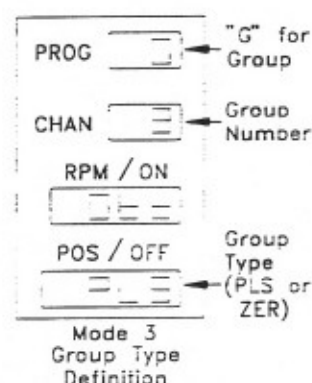 PROG
"G" for
Group
CHAN
Group
Number
RPM / ON
POS / OFF
Group
Type
(PLS or
ZER)
Mode 3
Group Type
Definition